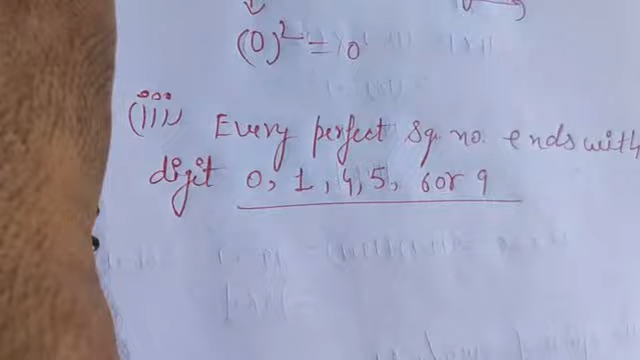 (0)² = 0
(iii) Every perfect sq. no. ends with
digit 0, 1, 4, 5, 6 or 9